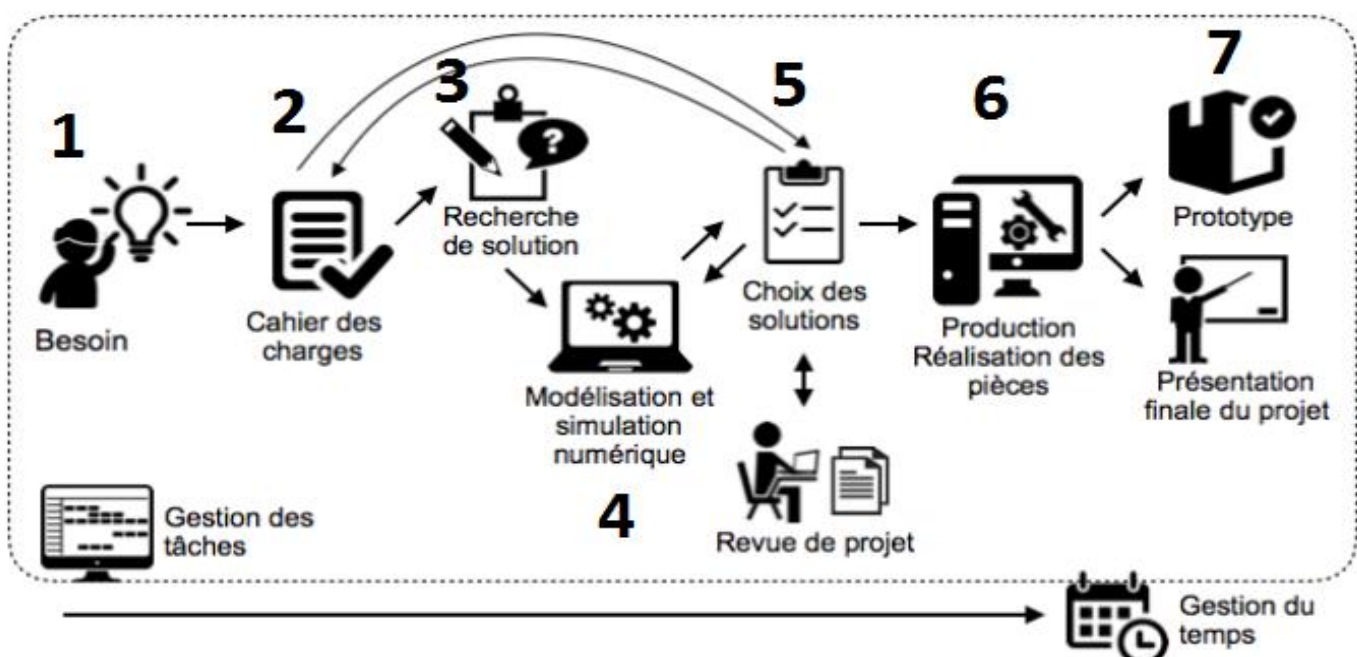 1
Besoin
2
Cahier des
charges
3
Recherche
de solution
?
Modélisation et
simulation
numérique
4
5
Choix des
solutions
Revue de projet
6
Production
Réalisation des
pièces
7
Prototype
Présentation
finale du projet
Gestion des
tâches
Gestion du
temps